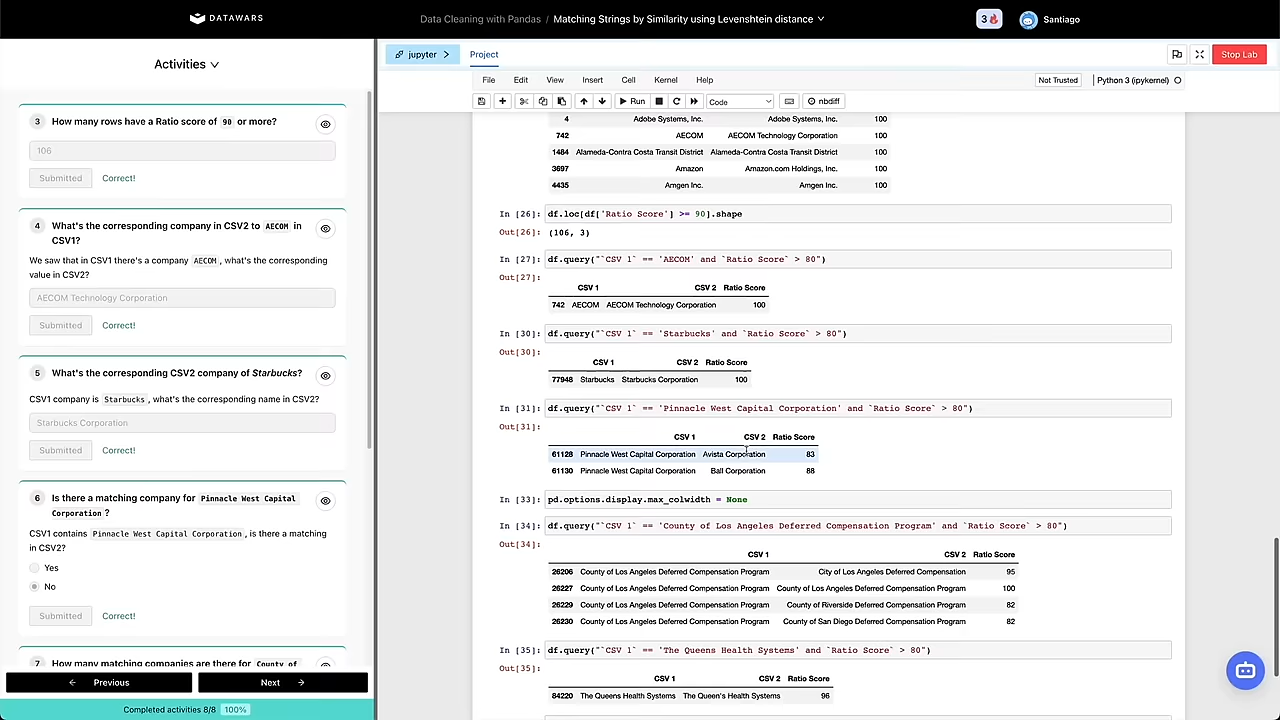 DATAWARS
Data Cleaning with Pandas / Matching Strings by Similarity using Levenshtein distance
3
Santiago
Activities
3 How many rows have a Ratio score of 90 or more?
106
Submitted Correct!
4 What's the corresponding company in CSV2 to AECOM in
CSV1?
We saw that in CSV1 there's a company AECOM, what's the corresponding
value in CSV2?
AECOM Technology Corporation
Submitted Correct!
5 What's the corresponding CSV2 company of Starbucks?
CSV1 company is Starbucks, what's the corresponding name in CSV2?
Starbucks Corporation
Submitted Correct!
6 Is there a matching company for Pinnacle West Capital
Corporation?
CSV1 contains Pinnacle West Capital Corporation, is there a matching
in CSV2?
Yes
No
Submitted Correct!
7 How many matching companies are there for County of
← Previous
Next →
Completed activities 8/8 100%
jupyter
Project
Stop Lab
File Edit View Insert Cell Kernel Help
Not Trusted
Python 3 (ipykernel)
Run
Code
nbdiff
4 Adobe Systems, Inc. Adobe Systems, Inc. 100
742 AECOM AECOM Technology Corporation 100
1484 Alameda-Contra Costa Transit District Alameda-Contra Costa Transit District 100
3697 Amazon Amazon.com Holdings, Inc. 100
4435 Amgen Inc. Amgen Inc. 100
In [26]: df.loc[df['Ratio Score'] >= 90].shape
Out[26]: (106, 3)
In [27]: df.query("`CSV 1` == 'AECOM' and `Ratio Score` > 80")
Out[27]:
CSV 1 CSV 2 Ratio Score
742 AECOM AECOM Technology Corporation 100
In [30]: df.query("`CSV 1` == 'Starbucks' and `Ratio Score` > 80")
Out[30]:
CSV 1 CSV 2 Ratio Score
77948 Starbucks Starbucks Corporation 100
In [31]: df.query("`CSV 1` == 'Pinnacle West Capital Corporation' and `Ratio Score` > 80")
Out[31]:
CSV 1 CSV 2 Ratio Score
61128 Pinnacle West Capital Corporation Avista Corporation 83
61130 Pinnacle West Capital Corporation Ball Corporation 88
In [33]: pd.options.display.max_colwidth = None
In [34]: df.query("`CSV 1` == 'County of Los Angeles Deferred Compensation Program' and `Ratio Score` > 80")
Out[34]:
CSV 1 CSV 2 Ratio Score
26206 County of Los Angeles Deferred Compensation Program City of Los Angeles Deferred Compensation 95
26227 County of Los Angeles Deferred Compensation Program County of Los Angeles Deferred Compensation 100
26229 County of Los Angeles Deferred Compensation Program County of Riverside Deferred Compensation Program 82
26230 County of Los Angeles Deferred Compensation Program County of San Diego Deferred Compensation Program 82
In [35]: df.query("`CSV 1` == 'The Queens Health Systems' and `Ratio Score` > 80")
Out[35]:
CSV 1 CSV 2 Ratio Score
84220 The Queens Health Systems The Queen's Health Systems 96